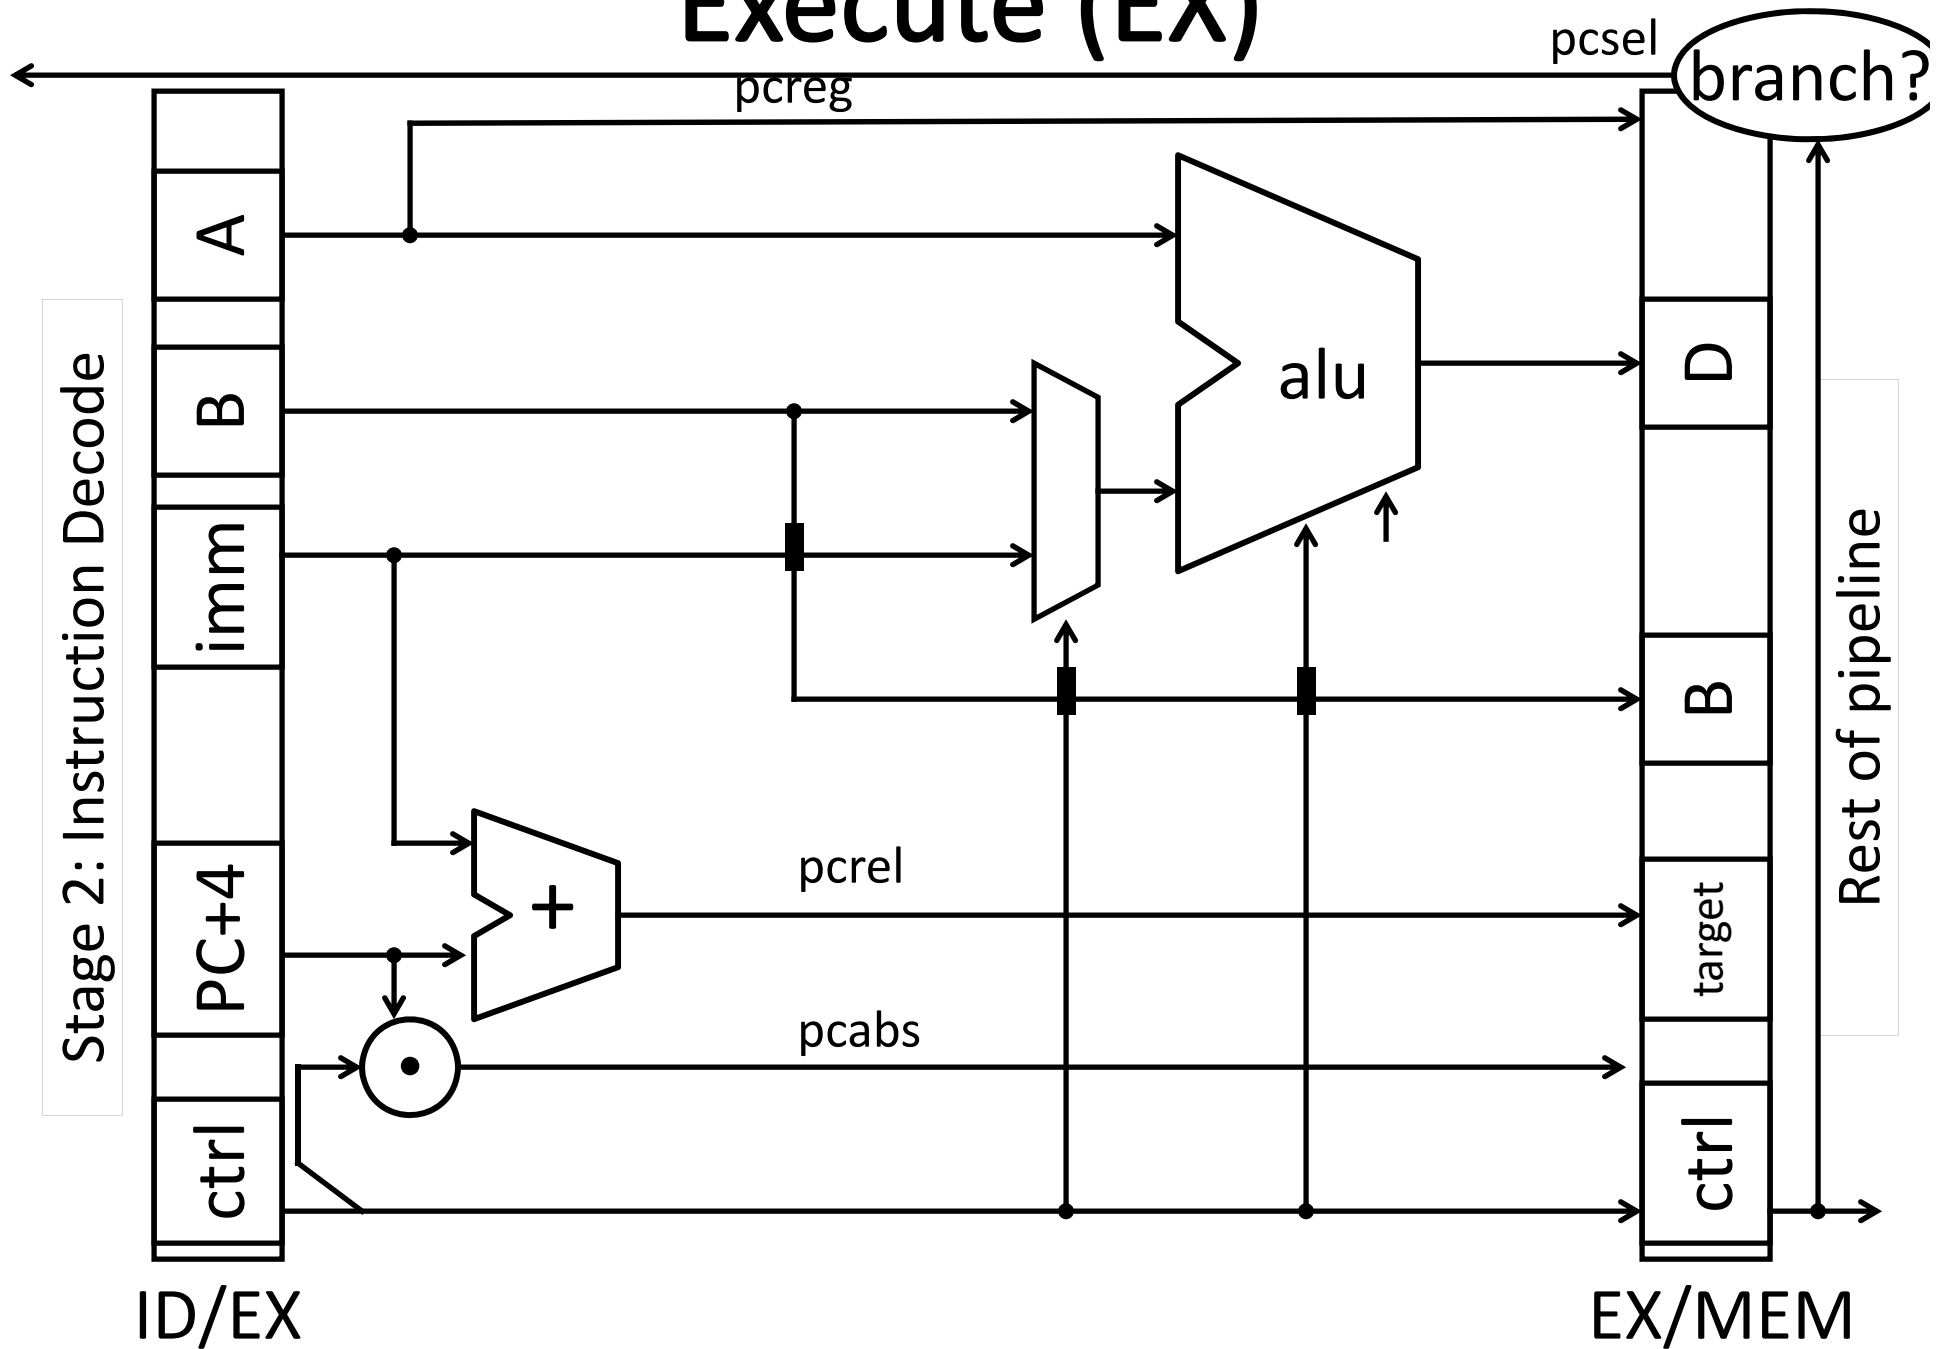 Execute (EX)
pcsel
branch?
pcreg
A
B
imm
PC+4
ctrl
Stage 2: Instruction Decode
alu
+
pcrel
pcabs
D
B
target
ctrl
Rest of pipeline
ID/EX
EX/MEM